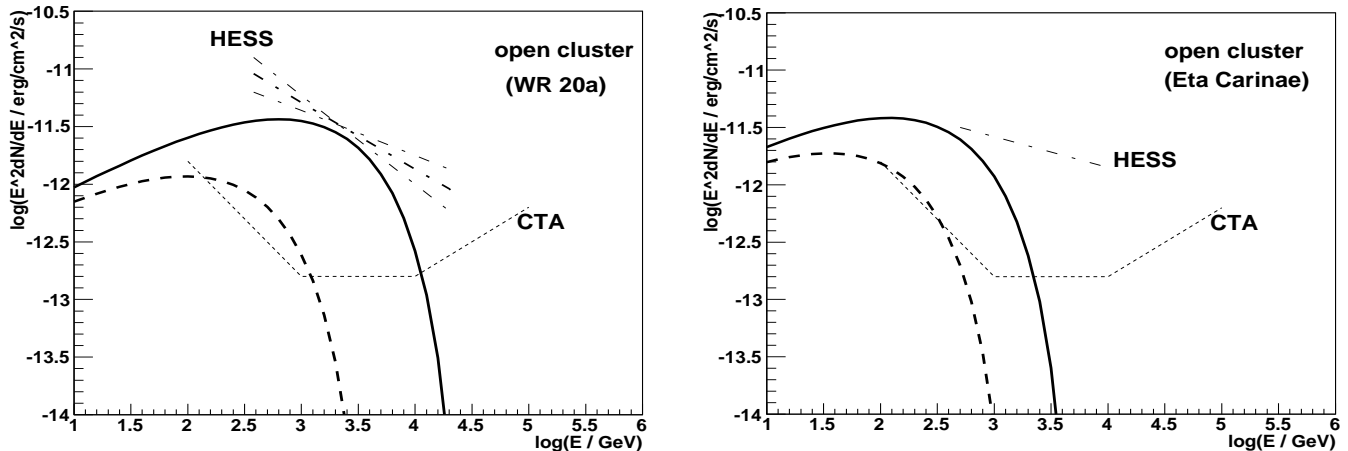 log(E^2dN/dE / erg/cm^2/s)
-10.5
-11
-11.5
-12
-12.5
-13
-13.5
-14
HESS
open cluster
(WR 20a)
CTA
1 1.5 2 2.5 3 3.5 4 4.5 5 5.5 6
log(E / GeV)
log(E^2dN/dE / erg/cm^2/s)
-10.5
-11
-11.5
-12
-12.5
-13
-13.5
-14
open cluster
(Eta Carinae)
HESS
CTA
1 1.5 2 2.5 3 3.5 4 4.5 5 5.5 6
log(E / GeV)